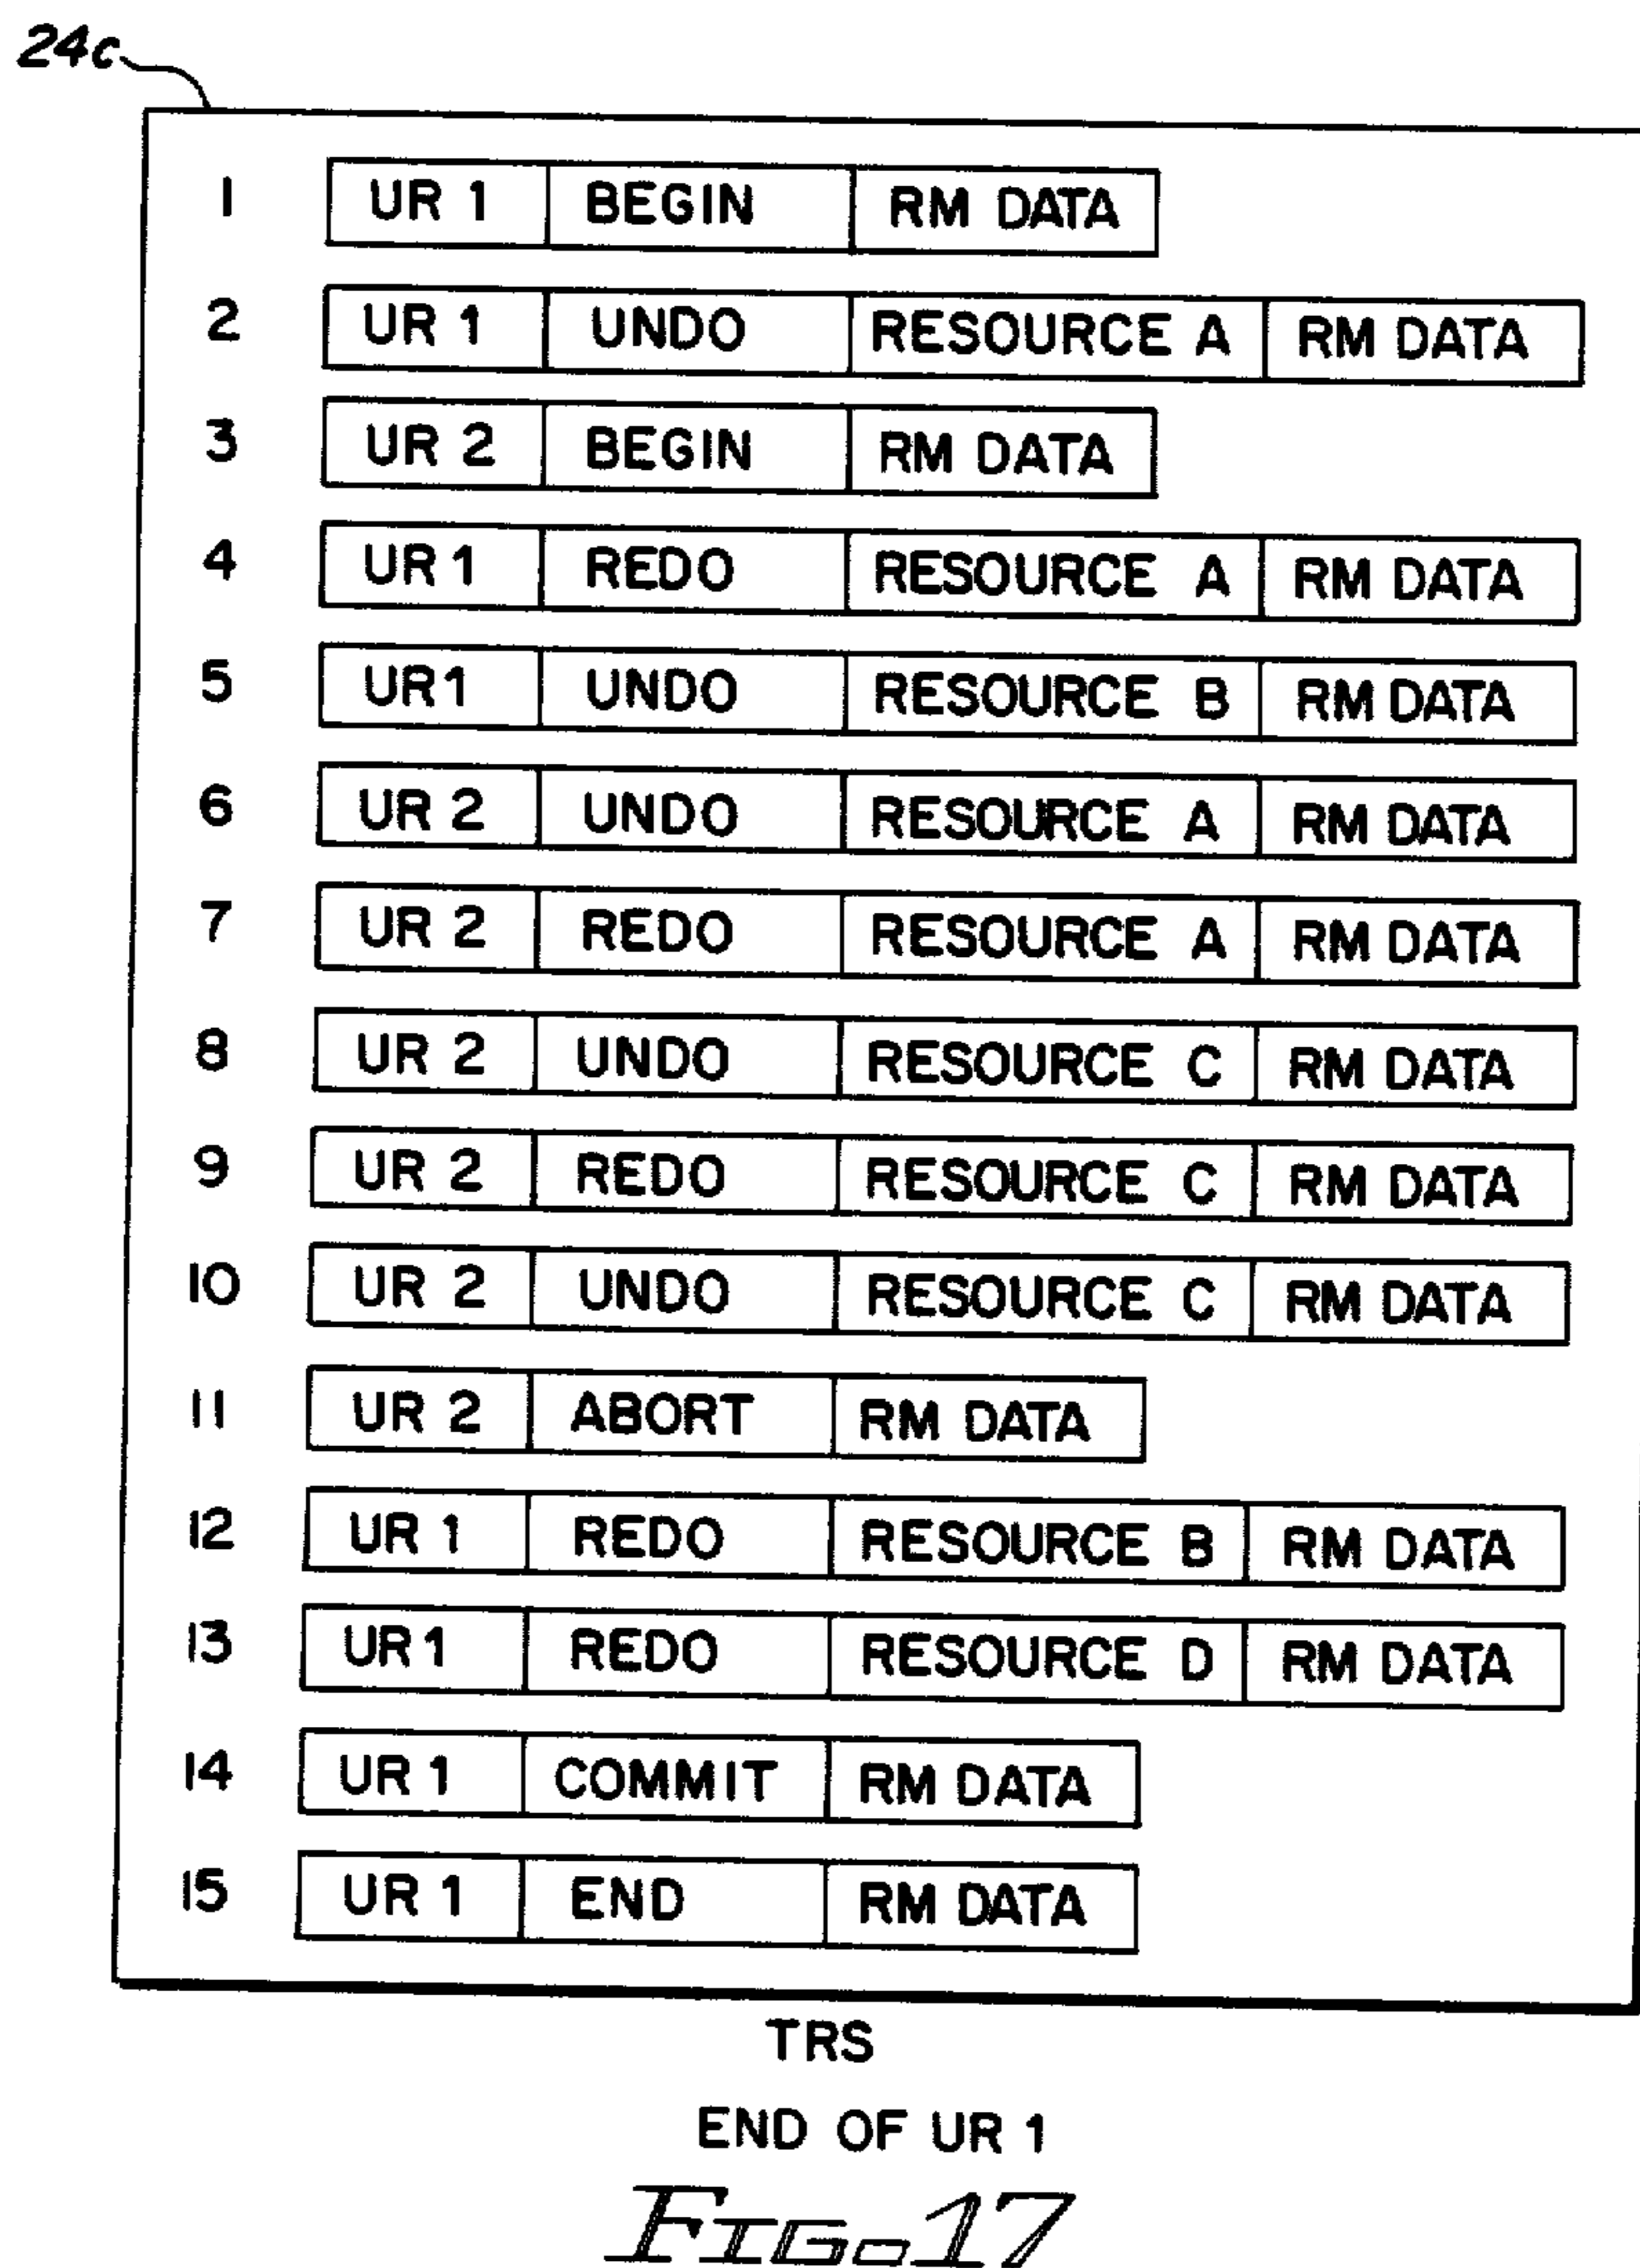 24c
1 UR 1 BEGIN RM DATA
2 UR 1 UNDO RESOURCE A RM DATA
3 UR 2 BEGIN RM DATA
4 UR 1 REDO RESOURCE A RM DATA
5 UR1 UNDO RESOURCE B RM DATA
6 UR 2 UNDO RESOURCE A RM DATA
7 UR 2 REDO RESOURCE A RM DATA
8 UR 2 UNDO RESOURCE C RM DATA
9 UR 2 REDO RESOURCE C RM DATA
10 UR 2 UNDO RESOURCE C RM DATA
11 UR 2 ABORT RM DATA
12 UR 1 REDO RESOURCE B RM DATA
13 UR 1 REDO RESOURCE D RM DATA
14 UR 1 COMMIT RM DATA
15 UR 1 END RM DATA
TRS
END OF UR 1
FIG. 17